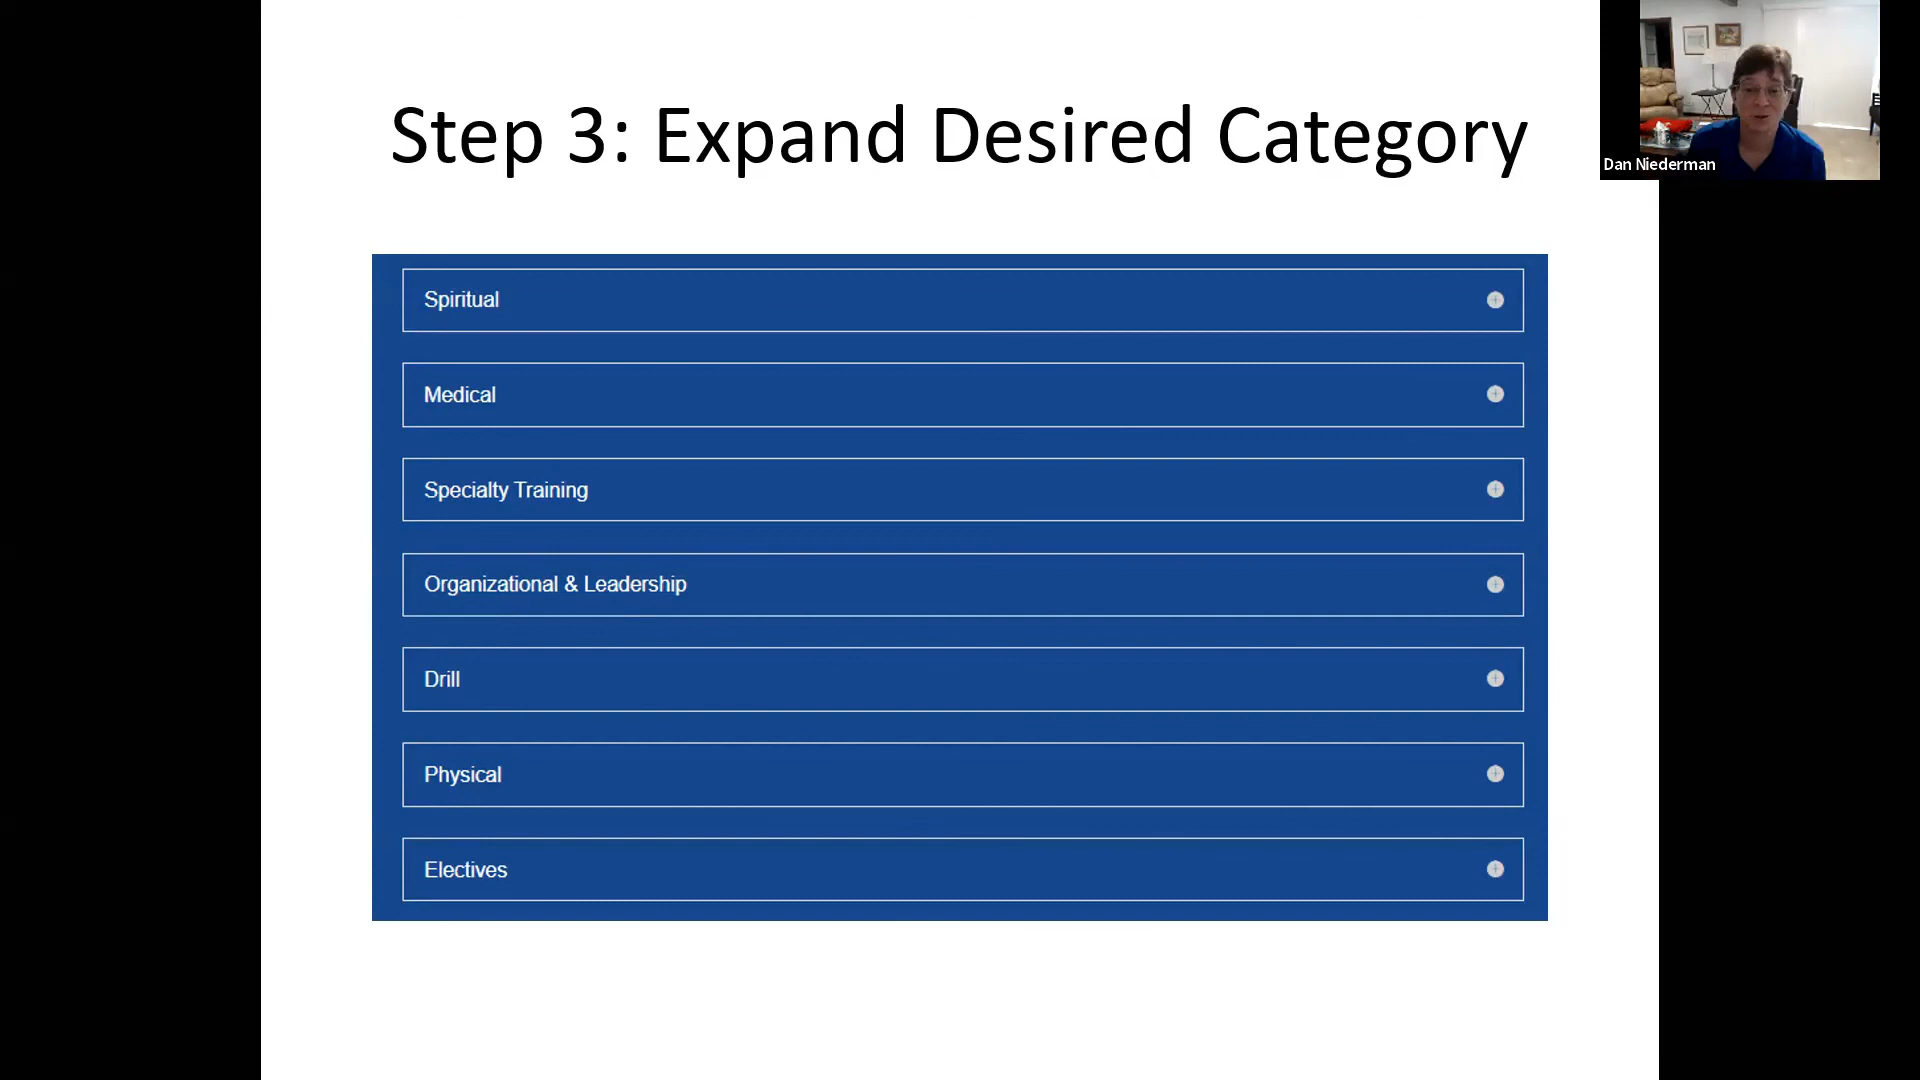 Step 3: Expand Desired Category
Dan Niederman
Spiritual
Medical
Specialty Training
Organizational & Leadership
Drill
Physical
Electives